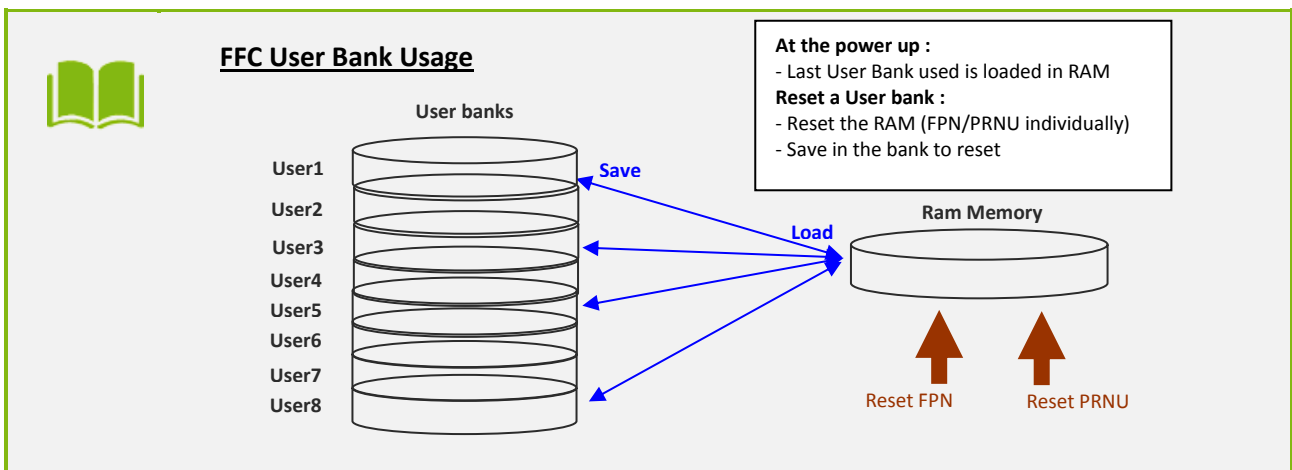 FFC User Bank Usage
At the power up :
- Last User Bank used is loaded in RAM
Reset a User bank :
- Reset the RAM (FPN/PRNU individually)
- Save in the bank to reset
User banks
User1
User2
User3
User4
User5
User6
User7
User8
Save
Load
Ram Memory
Reset FPN
Reset PRNU